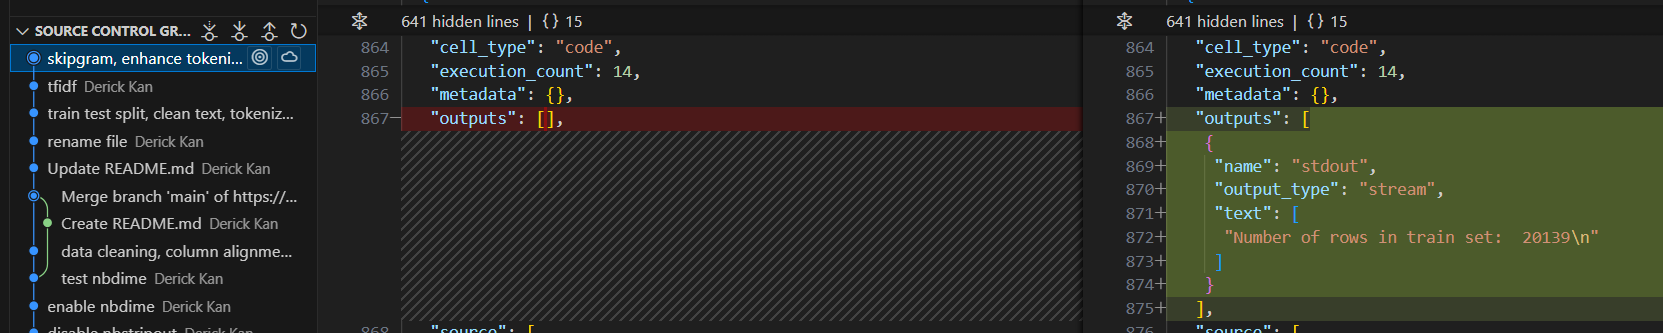 SOURCE CONTROL GR...
skipgram, enhance tokeni...
tfidf Derick Kan
train test split, clean text, tokeniz...
rename file Derick Kan
Update README.md Derick Kan
Merge branch 'main' of https://...
Create README.md Derick Kan
data cleaning, column alignme...
test nbdime Derick Kan
enable nbdime Derick Kan
disable nbstripout Derick Kan
641 hidden lines | {} 15
864 "cell_type": "code",
865 "execution_count": 14,
866 "metadata": {},
867− "outputs": [],
868 "source": [
641 hidden lines | {} 15
864 "cell_type": "code",
865 "execution_count": 14,
866 "metadata": {},
867+ "outputs": [
868+ {
869+ "name": "stdout",
870+ "output_type": "stream",
871+ "text": [
872+ "Number of rows in train set:  20139\n"
873+ ]
874+ }
875+ ],
876 "source": [